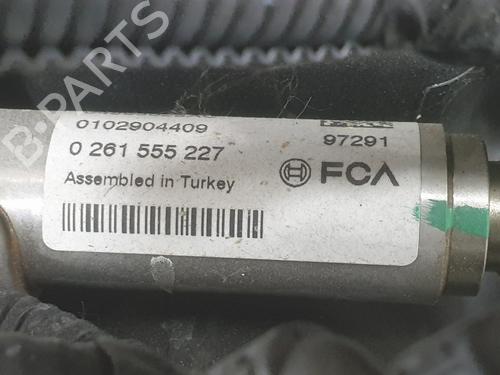 0102904409
97291
0 261 555 227
FCA
Assembled in Turkey
B-PARTS